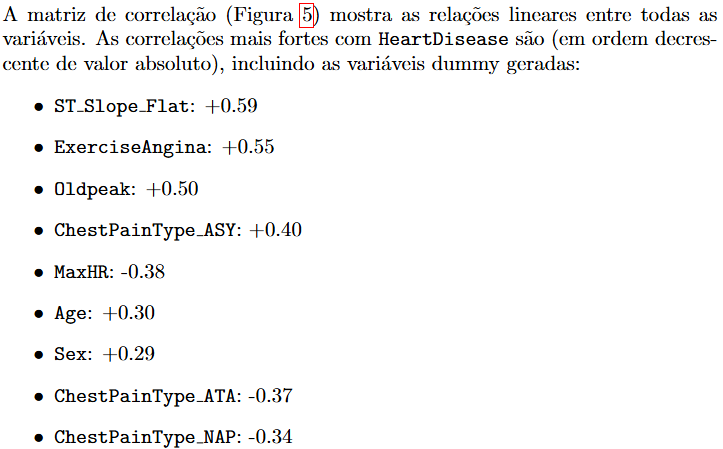 A matriz de correlação (Figura 5) mostra as relações lineares entre todas as
variáveis. As correlações mais fortes com HeartDisease são (em ordem decres-
cente de valor absoluto), incluindo as variáveis dummy geradas:
• ST_Slope_Flat: +0.59
• ExerciseAngina: +0.55
• Oldpeak: +0.50
• ChestPainType_ASY: +0.40
• MaxHR: -0.38
• Age: +0.30
• Sex: +0.29
• ChestPainType_ATA: -0.37
• ChestPainType_NAP: -0.34